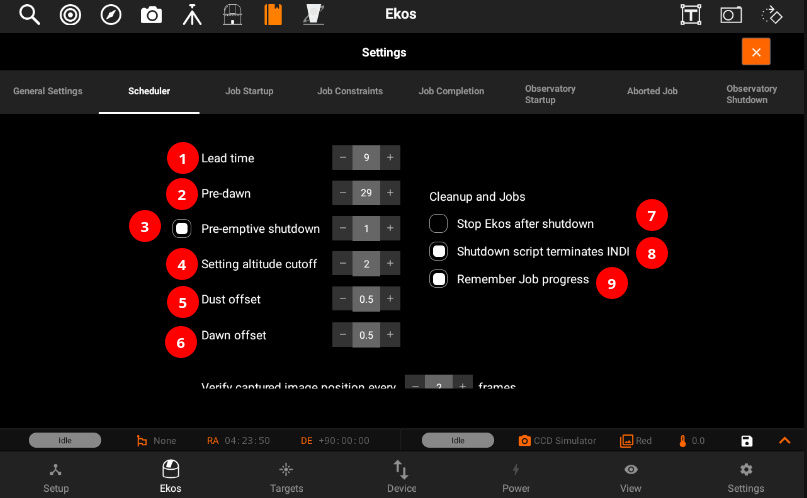 Ekos
Settings
General Settings
Scheduler
Job Startup
Job Constraints
Job Completion
Observatory
Startup
Aborted Job
Observatory
Shutdown
1 Lead time − 9 +
2 Pre-dawn − 29 +
3 Pre-emptive shutdown − 1 +
4 Setting altitude cutoff − 2 +
5 Dust offset − 0.5 +
6 Dawn offset − 0.5 +
Cleanup and Jobs
Stop Ekos after shutdown 7
Shutdown script terminates INDI 8
Remember Job progress 9
Verify captured image position every − 2 + frames
Idle None RA 04:23:50 DE +90:00:00 Idle CCD Simulator Red 0.0
Setup Ekos Targets Device Power View Settings